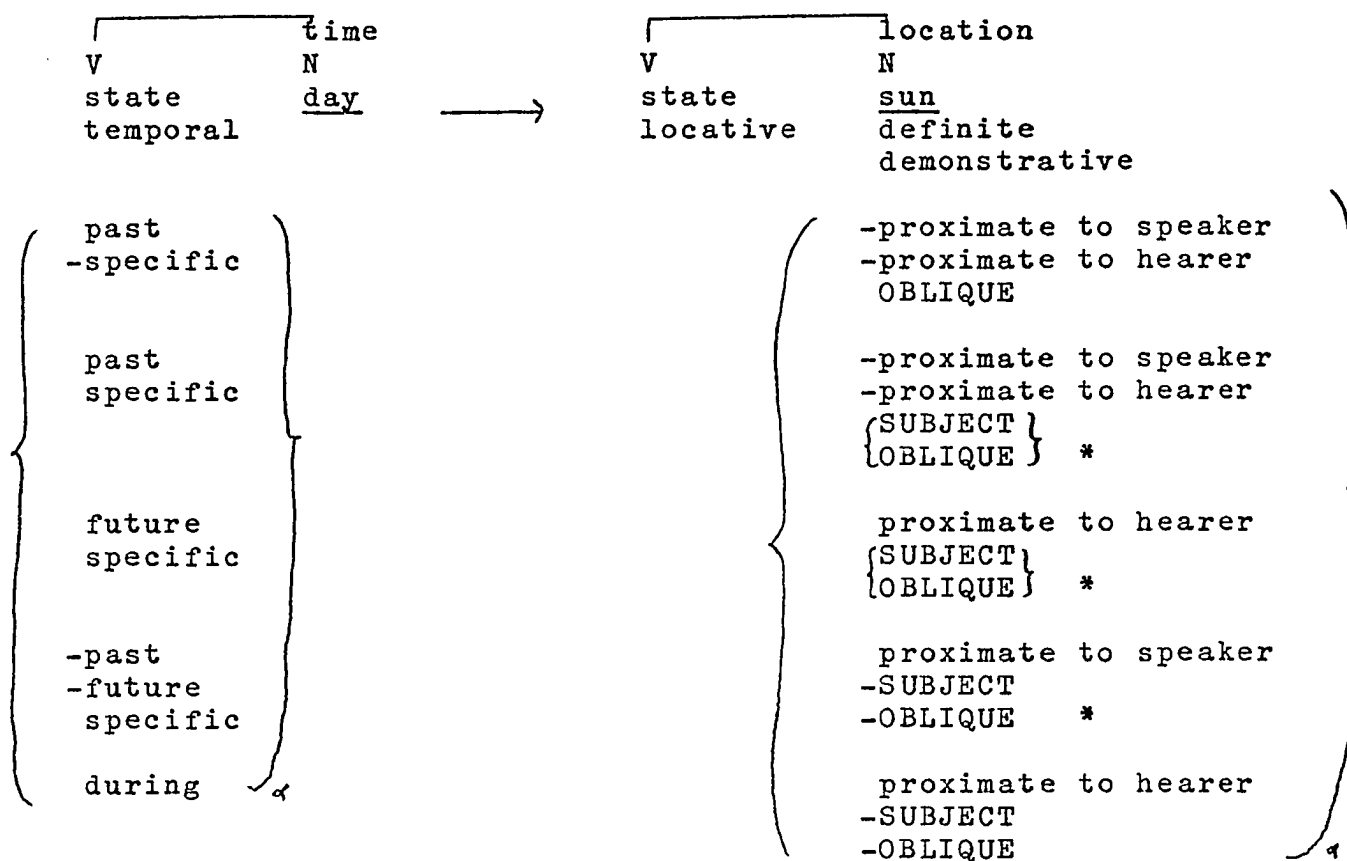 time location
V N V N
state day ⟶ state sun
temporal locative definite
demonstrative
past -proximate to speaker
-specific -proximate to hearer
OBLIQUE
past -proximate to speaker
specific -proximate to hearer
{SUBJECT}
{OBLIQUE} *
future proximate to hearer
specific {SUBJECT}
{OBLIQUE} *
-past proximate to speaker
-future -SUBJECT
specific -OBLIQUE *
during α proximate to hearer
-SUBJECT
-OBLIQUE α